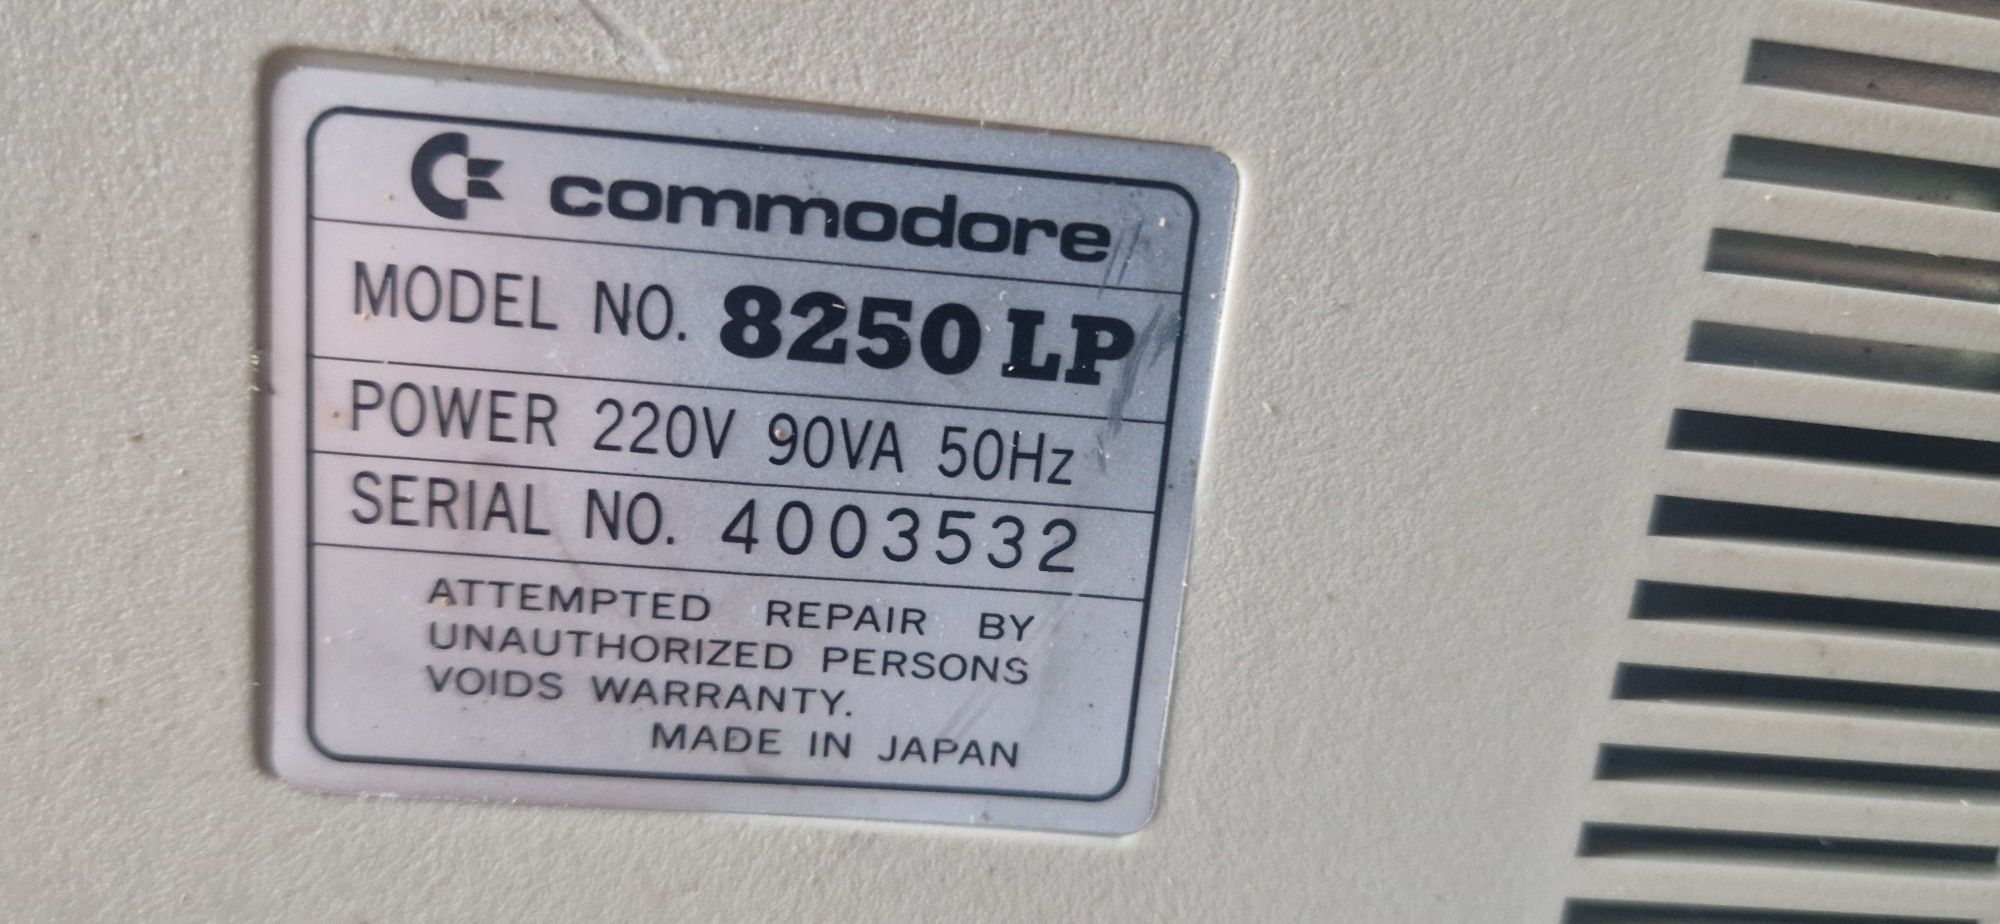 commodore
MODEL NO. 8250 LP
POWER 220V 90VA 50Hz
SERIAL NO. 4003532
ATTEMPTED REPAIR BY
UNAUTHORIZED PERSONS
VOIDS WARRANTY.
MADE IN JAPAN